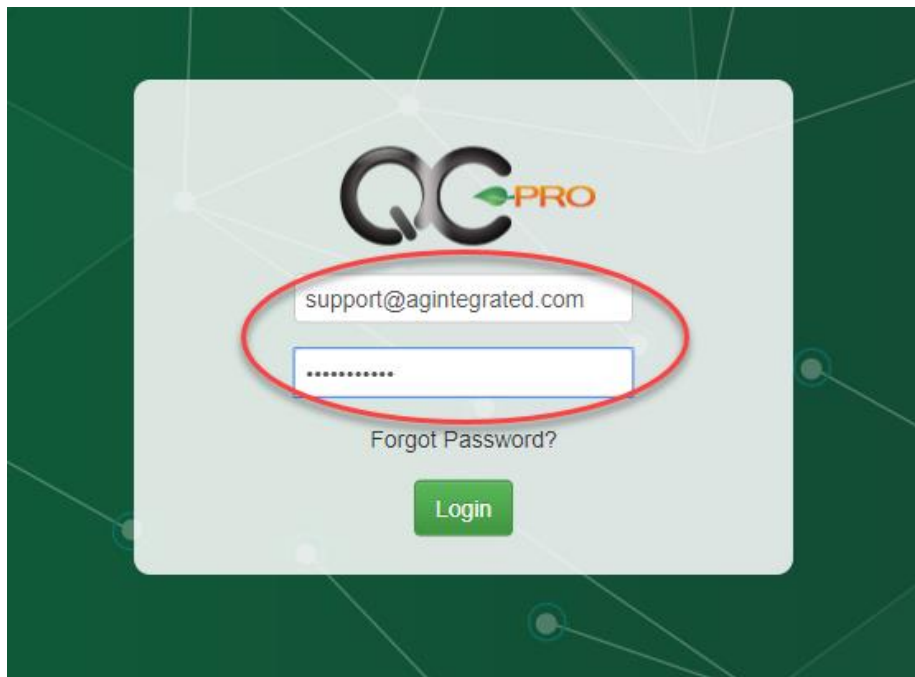 QC PRO
support@agintegrated.com
•••••••••••
Forgot Password?
Login